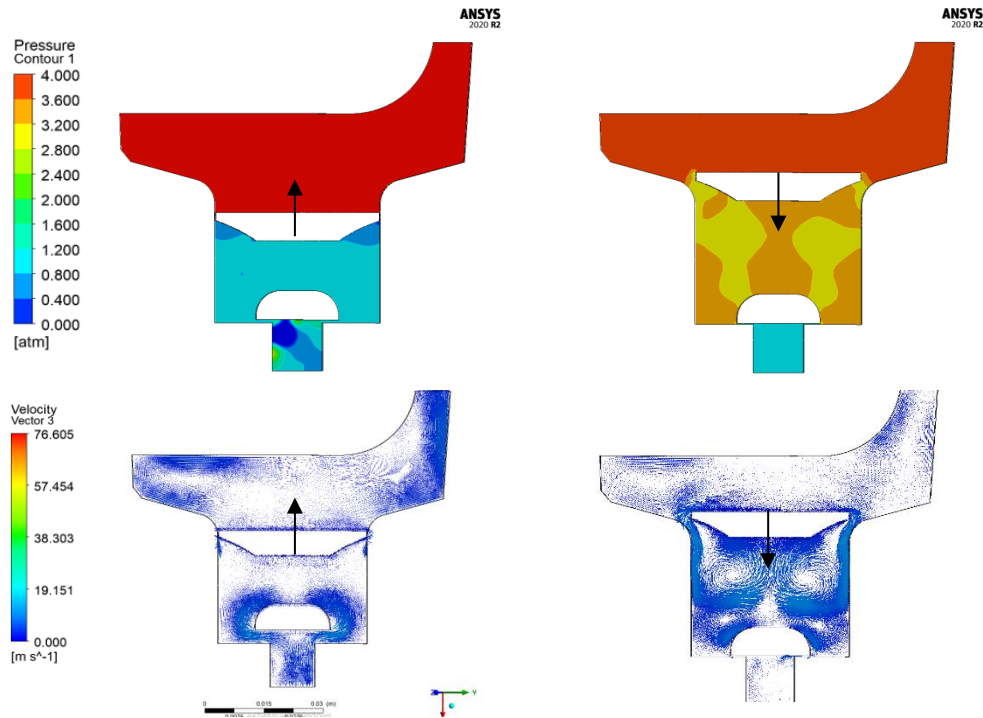 ANSYS
2020 R2
ANSYS
2020 R2
Pressure
Contour 1
4.000
3.600
3.200
2.800
2.400
2.000
1.600
1.200
0.800
0.400
0.000
[atm]
Velocity
Vector 3
76.605
57.454
38.303
19.151
0.000
[m s^-1]
0 0.015 0.03 (m)
Z Y